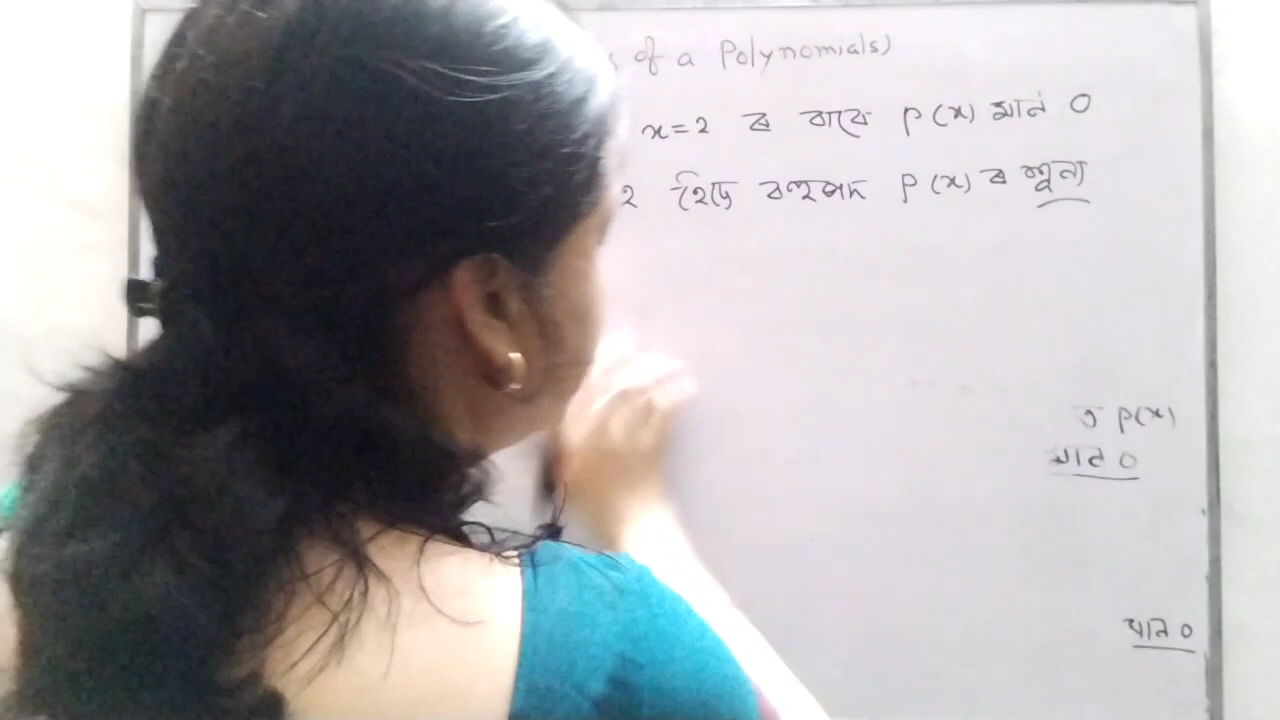 of a Polynomials)
x=2 ৰ বাবে p(x) মান 0
2 হৈছে বহুপদ p(x) ৰ শূন্য
ত p(x)
মান 0
মান 0